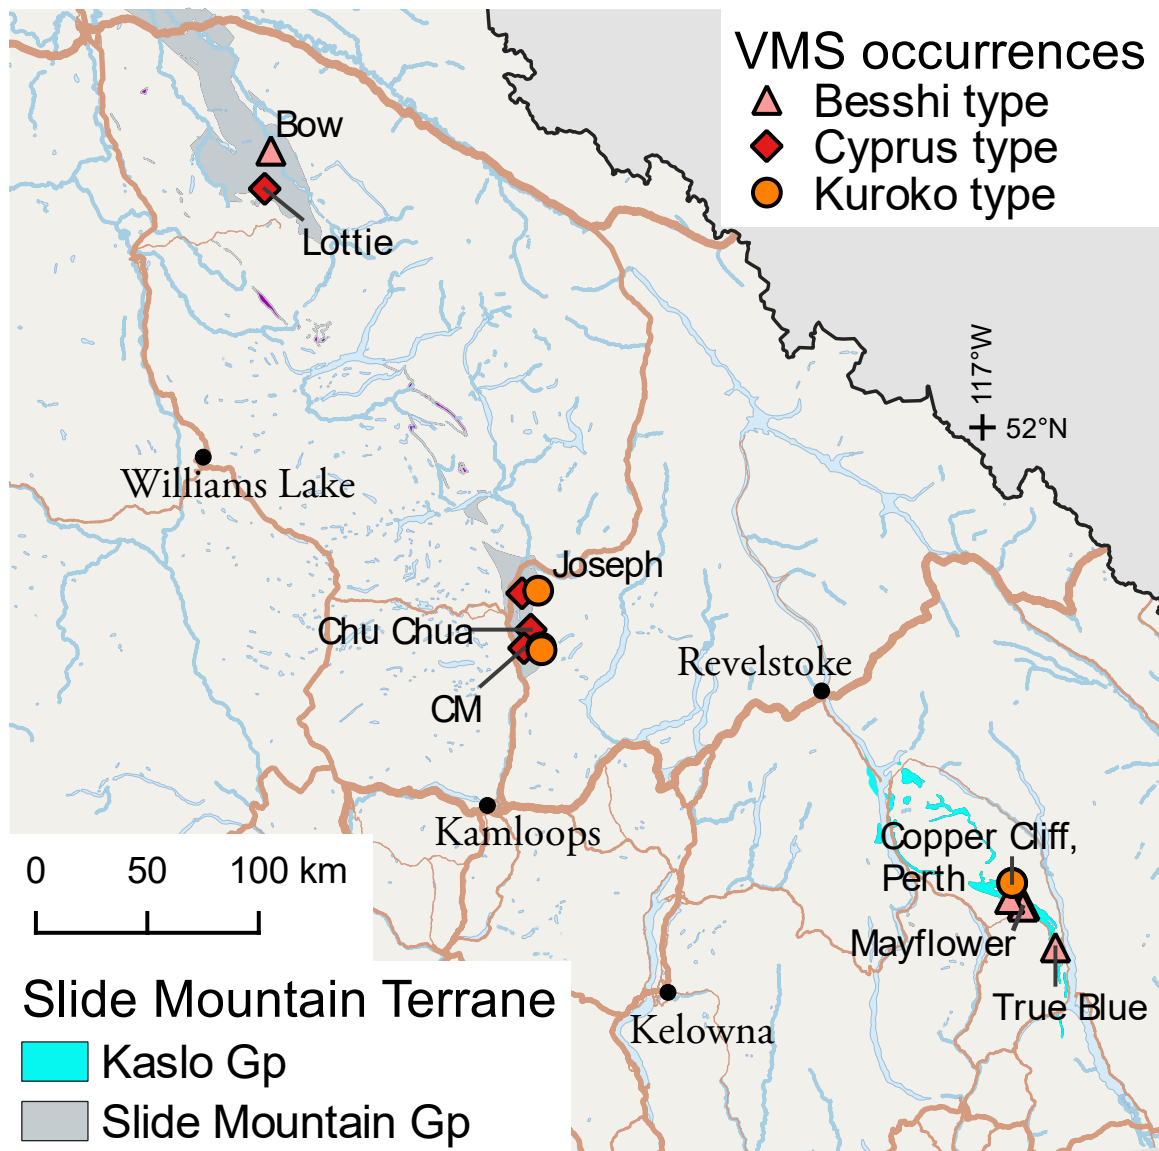 VMS occurrences
Besshi type
Cyprus type
Kuroko type
Bow
Lottie
117°W
52°N
Williams Lake
Joseph
Chu Chua
Revelstoke
CM
Kamloops
Copper Cliff,
Perth
0 50 100 km
Mayflower
True Blue
Slide Mountain Terrane
Kelowna
Kaslo Gp
Slide Mountain Gp